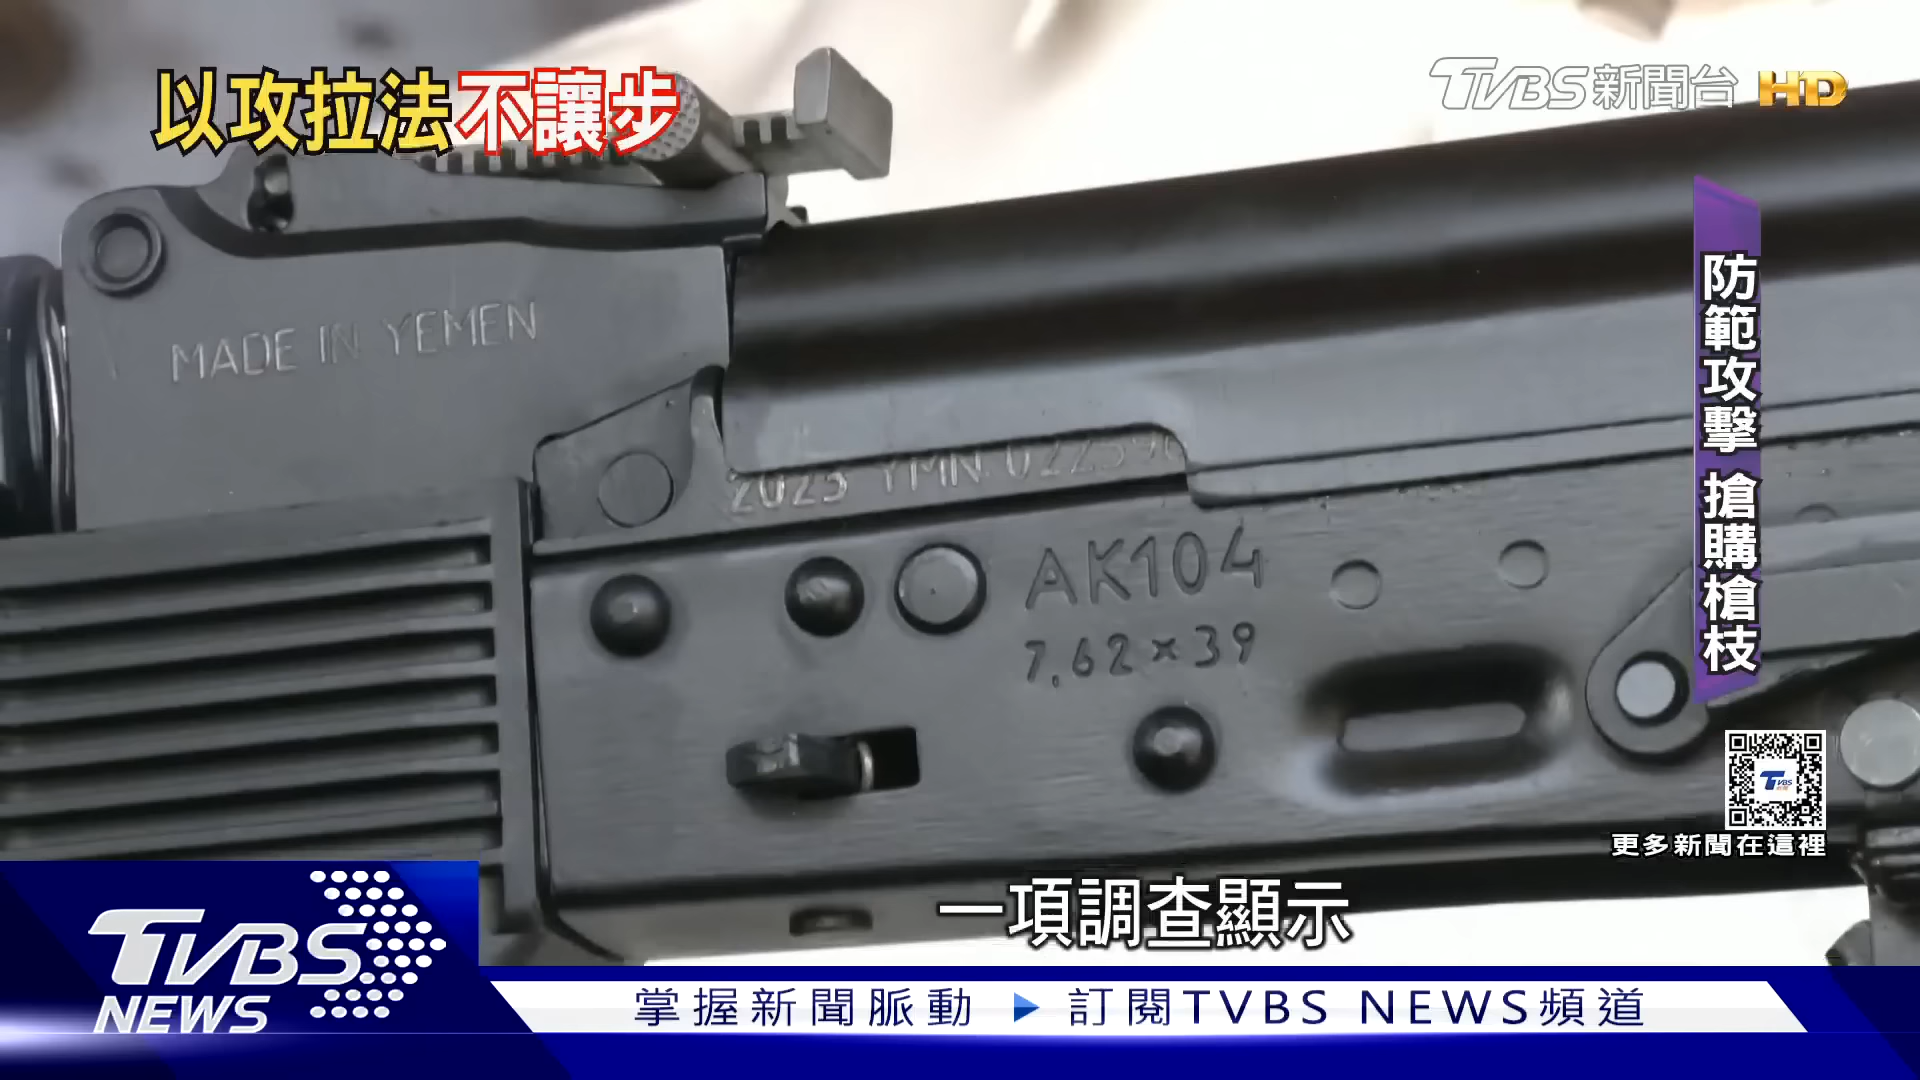 以攻拉法不讓步
TVBS新聞台 HD
防範攻擊 搶購槍枝
MADE IN YEMEN
2023 YMN. 022590
AK104
7,62×39
TVBS
更多新聞在這裡
一項調查顯示
TVBS
NEWS
掌握新聞脈動 訂閱TVBS NEWS頻道